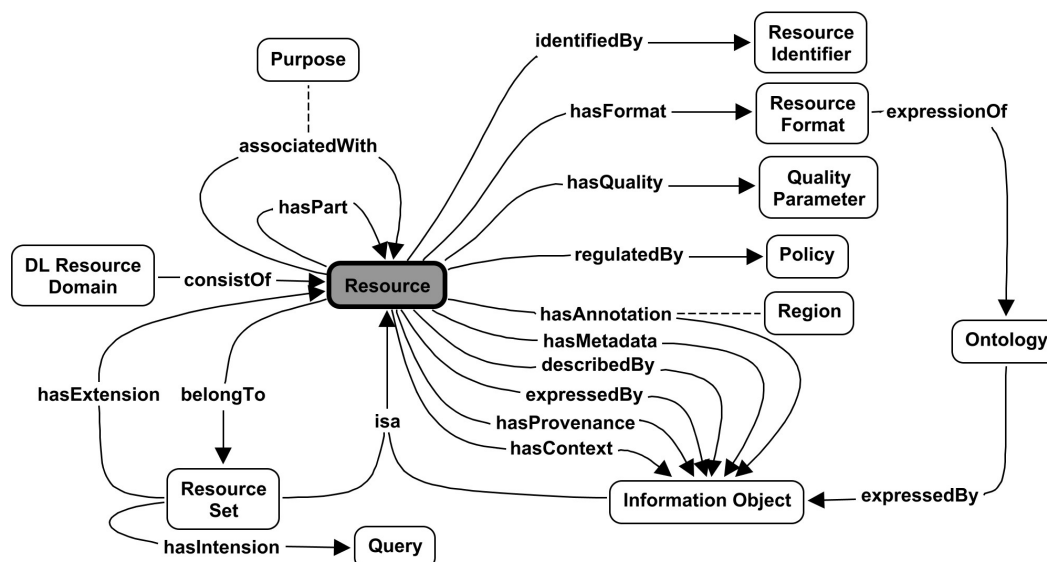 identifiedBy
Resource
Identifier
Purpose
hasFormat
Resource
Format
expressionOf
associatedWith
hasQuality
Quality
Parameter
hasPart
regulatedBy
Policy
DL Resource
Domain
consistOf
Resource
hasAnnotation
Region
hasMetadata
Ontology
describedBy
hasExtension
belongTo
expressedBy
isa
hasProvenance
hasContext
Resource
Set
Information Object
expressedBy
hasIntension
Query